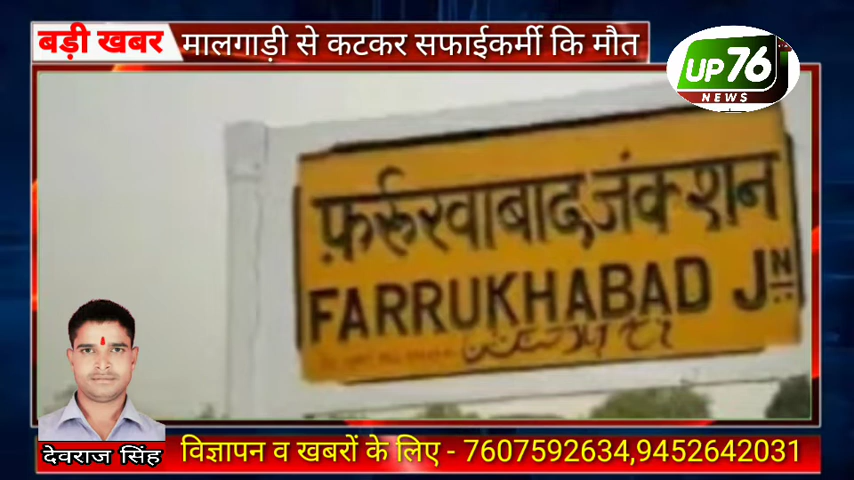 बड़ी खबर
मालगाड़ी से कटकर सफाईकर्मी कि मौत
UP76
NEWS
फ़र्रूखाबाद जंक्शन
FARRUKHABAD JN
देवराज सिंह
विज्ञापन व खबरों के लिए - 7607592634,9452642031